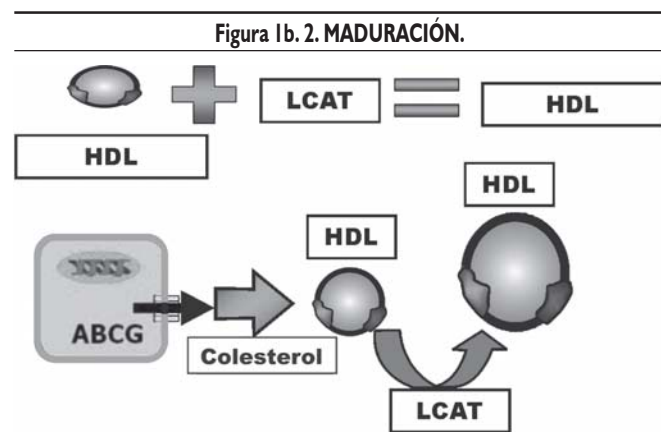 Figura 1b. 2. MADURACIÓN.
LCAT
HDL
HDL
HDL
HDL
ABCG
Colesterol
LCAT